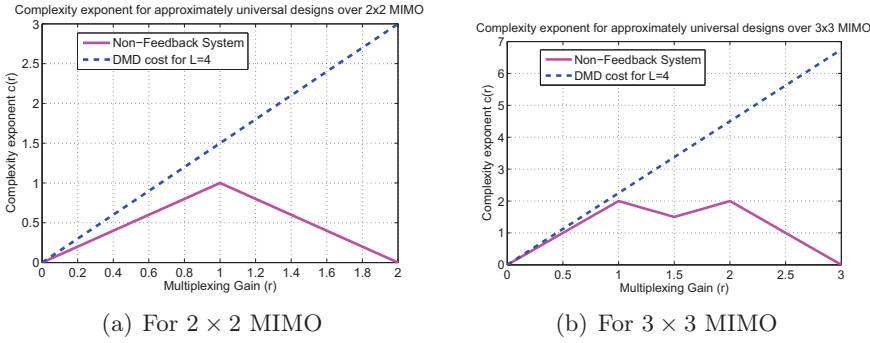 Complexity exponent for approximately universal designs over 2x2 MIMO
3
2.5
2
1.5
1
0.5
0
Complexity exponent c(r)
Non−Feedback System
DMD cost for L=4
0 0.2 0.4 0.6 0.8 1 1.2 1.4 1.6 1.8 2
Multiplexing Gain (r)
(a) For 2 × 2 MIMO
Complexity exponent for approximately universal designs over 3x3 MIMO
7
6
5
4
3
2
1
0
Complexity exponent c(r)
Non−Feedback System
DMD cost for L=4
0 0.5 1 1.5 2 2.5 3
Multiplexing Gain (r)
(b) For 3 × 3 MIMO